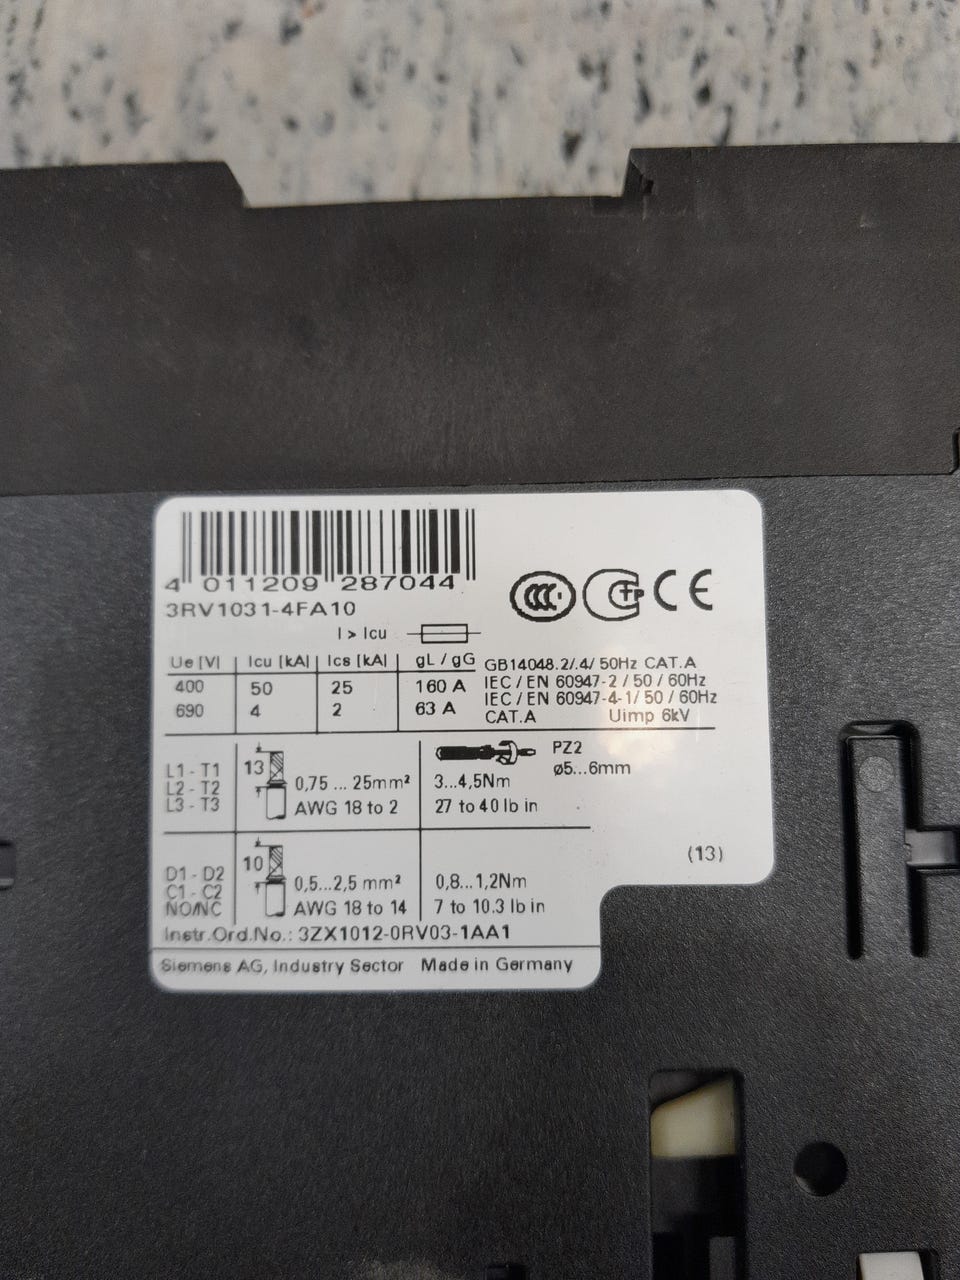 4 011209 287044
3RV1031-4FA10
CCC CE
I > Icu
Ue [V] Icu [kA] Ics [kA] gL / gG
400 50 25 160 A
690 4 2 63 A
GB14048.2/.4/ 50Hz CAT.A
IEC / EN 60947-2 / 50 / 60Hz
IEC / EN 60947-4-1/ 50 / 60Hz
CAT.A Uimp 6kV
L1 - T1
L2 - T2
L3 - T3
13
0,75 ... 25mm²
AWG 18 to 2
PZ2
ø5...6mm
3...4,5Nm
27 to 40 lb in
(13)
D1 - D2
C1 - C2
NO/NC
10
0,5...2,5 mm²
AWG 18 to 14
0,8...1,2Nm
7 to 10.3 lb in
Instr.Ord.No.: 3ZX1012-0RV03-1AA1
Siemens AG, Industry Sector Made in Germany